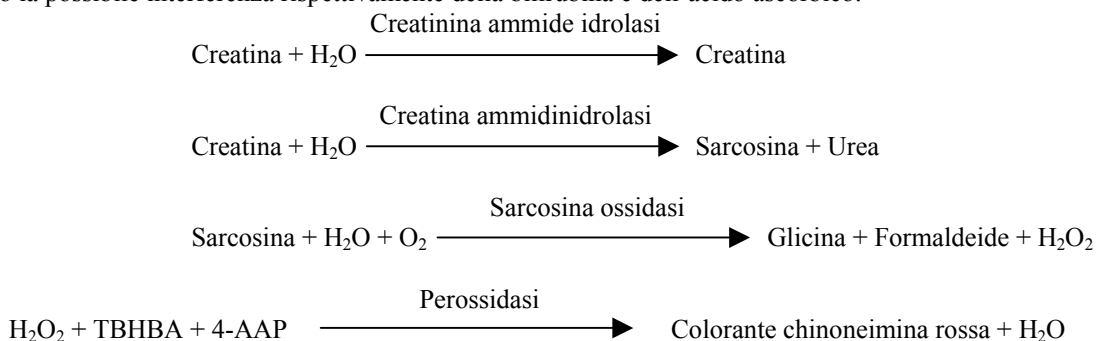 o la possibile interferenza rispettivamente della bilirubina e dell'acido ascorbico.
Creatinina ammide idrolasi
Creatina + H₂O Creatina
Creatina ammidinidrolasi
Creatina + H₂O Sarcosina + Urea
Sarcosina ossidasi
Sarcosina + H₂O + O₂ Glicina + Formaldeide + H₂O₂
Perossidasi
H₂O₂ + TBHBA + 4-AAP Colorante chinoneimina rossa + H₂O